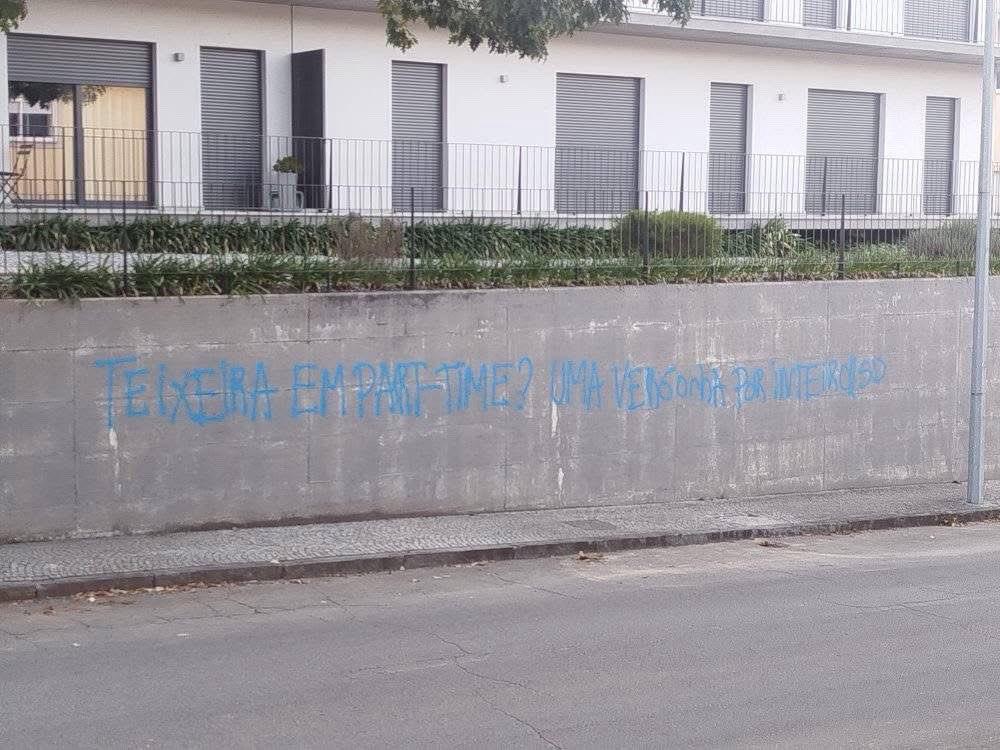 TEIXEIRA EM PART-TIME? UMA VERGONHA POR INTEIRO!